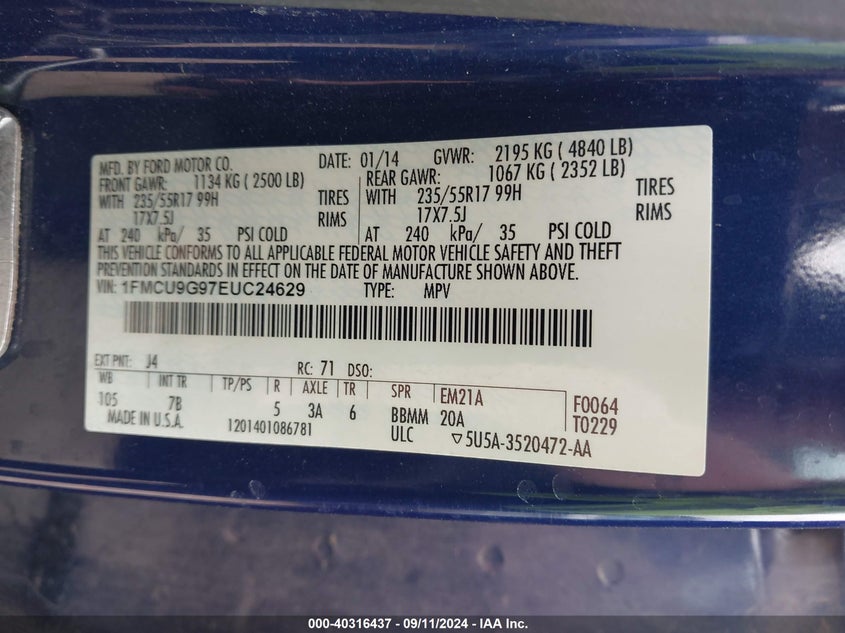 MFD. BY FORD MOTOR CO. DATE: 01/14 GVWR: 2195 KG ( 4840 LB)
FRONT GAWR: 1134 KG ( 2500 LB) REAR GAWR: 1067 KG ( 2352 LB)
WITH 235/55R17 99H TIRES WITH 235/55R17 99H TIRES
17X7.5J RIMS 17X7.5J RIMS
AT 240 kPa/ 35 PSI COLD AT 240 kPa/ 35 PSI COLD
THIS VEHICLE CONFORMS TO ALL APPLICABLE FEDERAL MOTOR VEHICLE SAFETY AND THEFT
PREVENTION STANDARDS IN EFFECT ON THE DATE OF MANUFACTURE SHOWN ABOVE.
VIN: 1FMCU9G97EUC24629 TYPE: MPV
EXT PNT: J4 RC: 71 DSO:
WB INT TR TP/PS R AXLE TR SPR EM21A F0064
105 7B 5 3A 6 BBMM 20A T0229
MADE IN U.S.A. 1201401086781 ULC ▽5U5A-3520472-AA
000-40316437 - 09/11/2024 - IAA Inc.